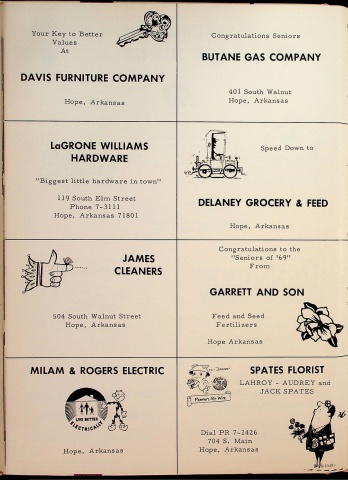 Your Key to Better
Values
At
DAVIS FURNITURE COMPANY
Hope, Arkansas
Congratulations Seniors
BUTANE GAS COMPANY
401 South Walnut
Hope, Arkansas
LaGRONE WILLIAMS
HARDWARE
"Biggest little hardware in town"
119 South Elm Street
Phone 7-3111
Hope, Arkansas 71801
Speed Down to
DELANEY GROCERY & FEED
Hope, Arkansas
JAMES
CLEANERS
504 South Walnut Street
Hope, Arkansas
Congratulations to the
"Seniors of '69"
From
GARRETT AND SON
Feed and Seed
Fertilizers
Hope Arkansas
MILAM & ROGERS ELECTRIC
LIVE BETTER
ELECTRICALLY
Hope, Arkansas
SPATES FLORIST
LAHROY - AUDREY and
JACK SPATES
Flowers-By-Wire
Dial PR 7-1426
704 S. Main
Hope, Arkansas